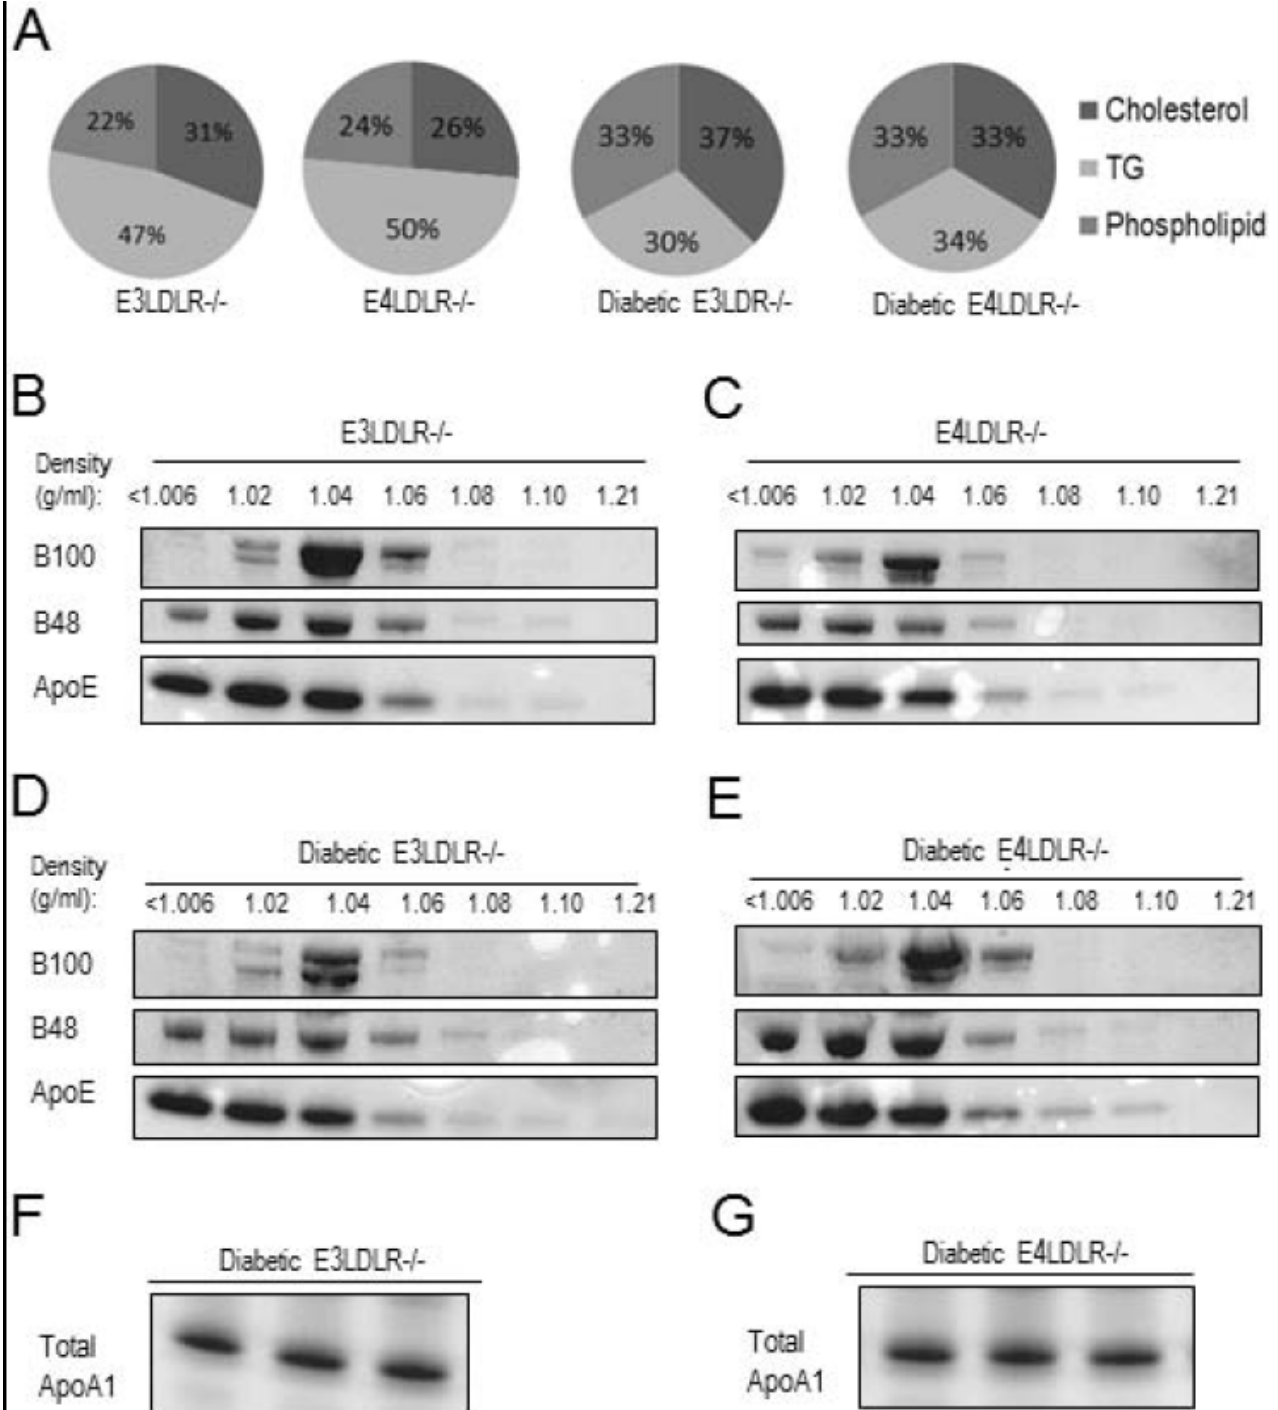 A
22% 31% 47%
24% 26% 50%
33% 37% 30%
33% 33% 34%
Cholesterol
TG
Phospholipid
E3LDLR-/-
E4LDLR-/-
Diabetic E3LDR-/-
Diabetic E4LDLR-/-
B
E3LDLR-/-
Density
(g/ml): <1.006 1.02 1.04 1.06 1.08 1.10 1.21
B100
B48
ApoE
C
E4LDLR-/-
<1.006 1.02 1.04 1.06 1.08 1.10 1.21
D
Diabetic E3LDLR-/-
Density
(g/ml): <1.006 1.02 1.04 1.06 1.08 1.10 1.21
B100
B48
ApoE
E
Diabetic E4LDLR-/-
<1.006 1.02 1.04 1.06 1.08 1.10 1.21
F
Diabetic E3LDLR-/-
Total
ApoA1
G
Diabetic E4LDLR-/-
Total
ApoA1